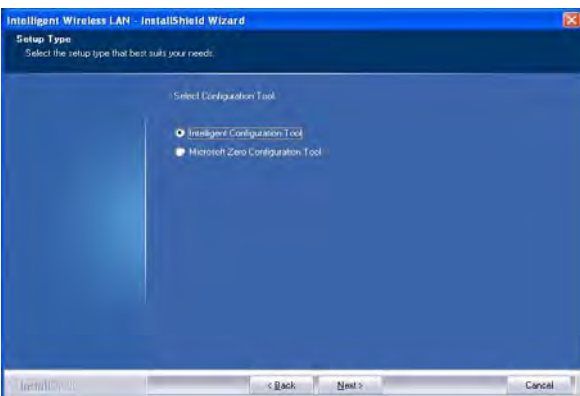 Intelligent Wireless LAN - InstallShield Wizard
Setup Type
Select the setup type that best suits your needs.
Select Configuration Tool
Intelligent Configuration Tool
Microsoft Zero Configuration Tool
InstallShield
< Back Next > Cancel